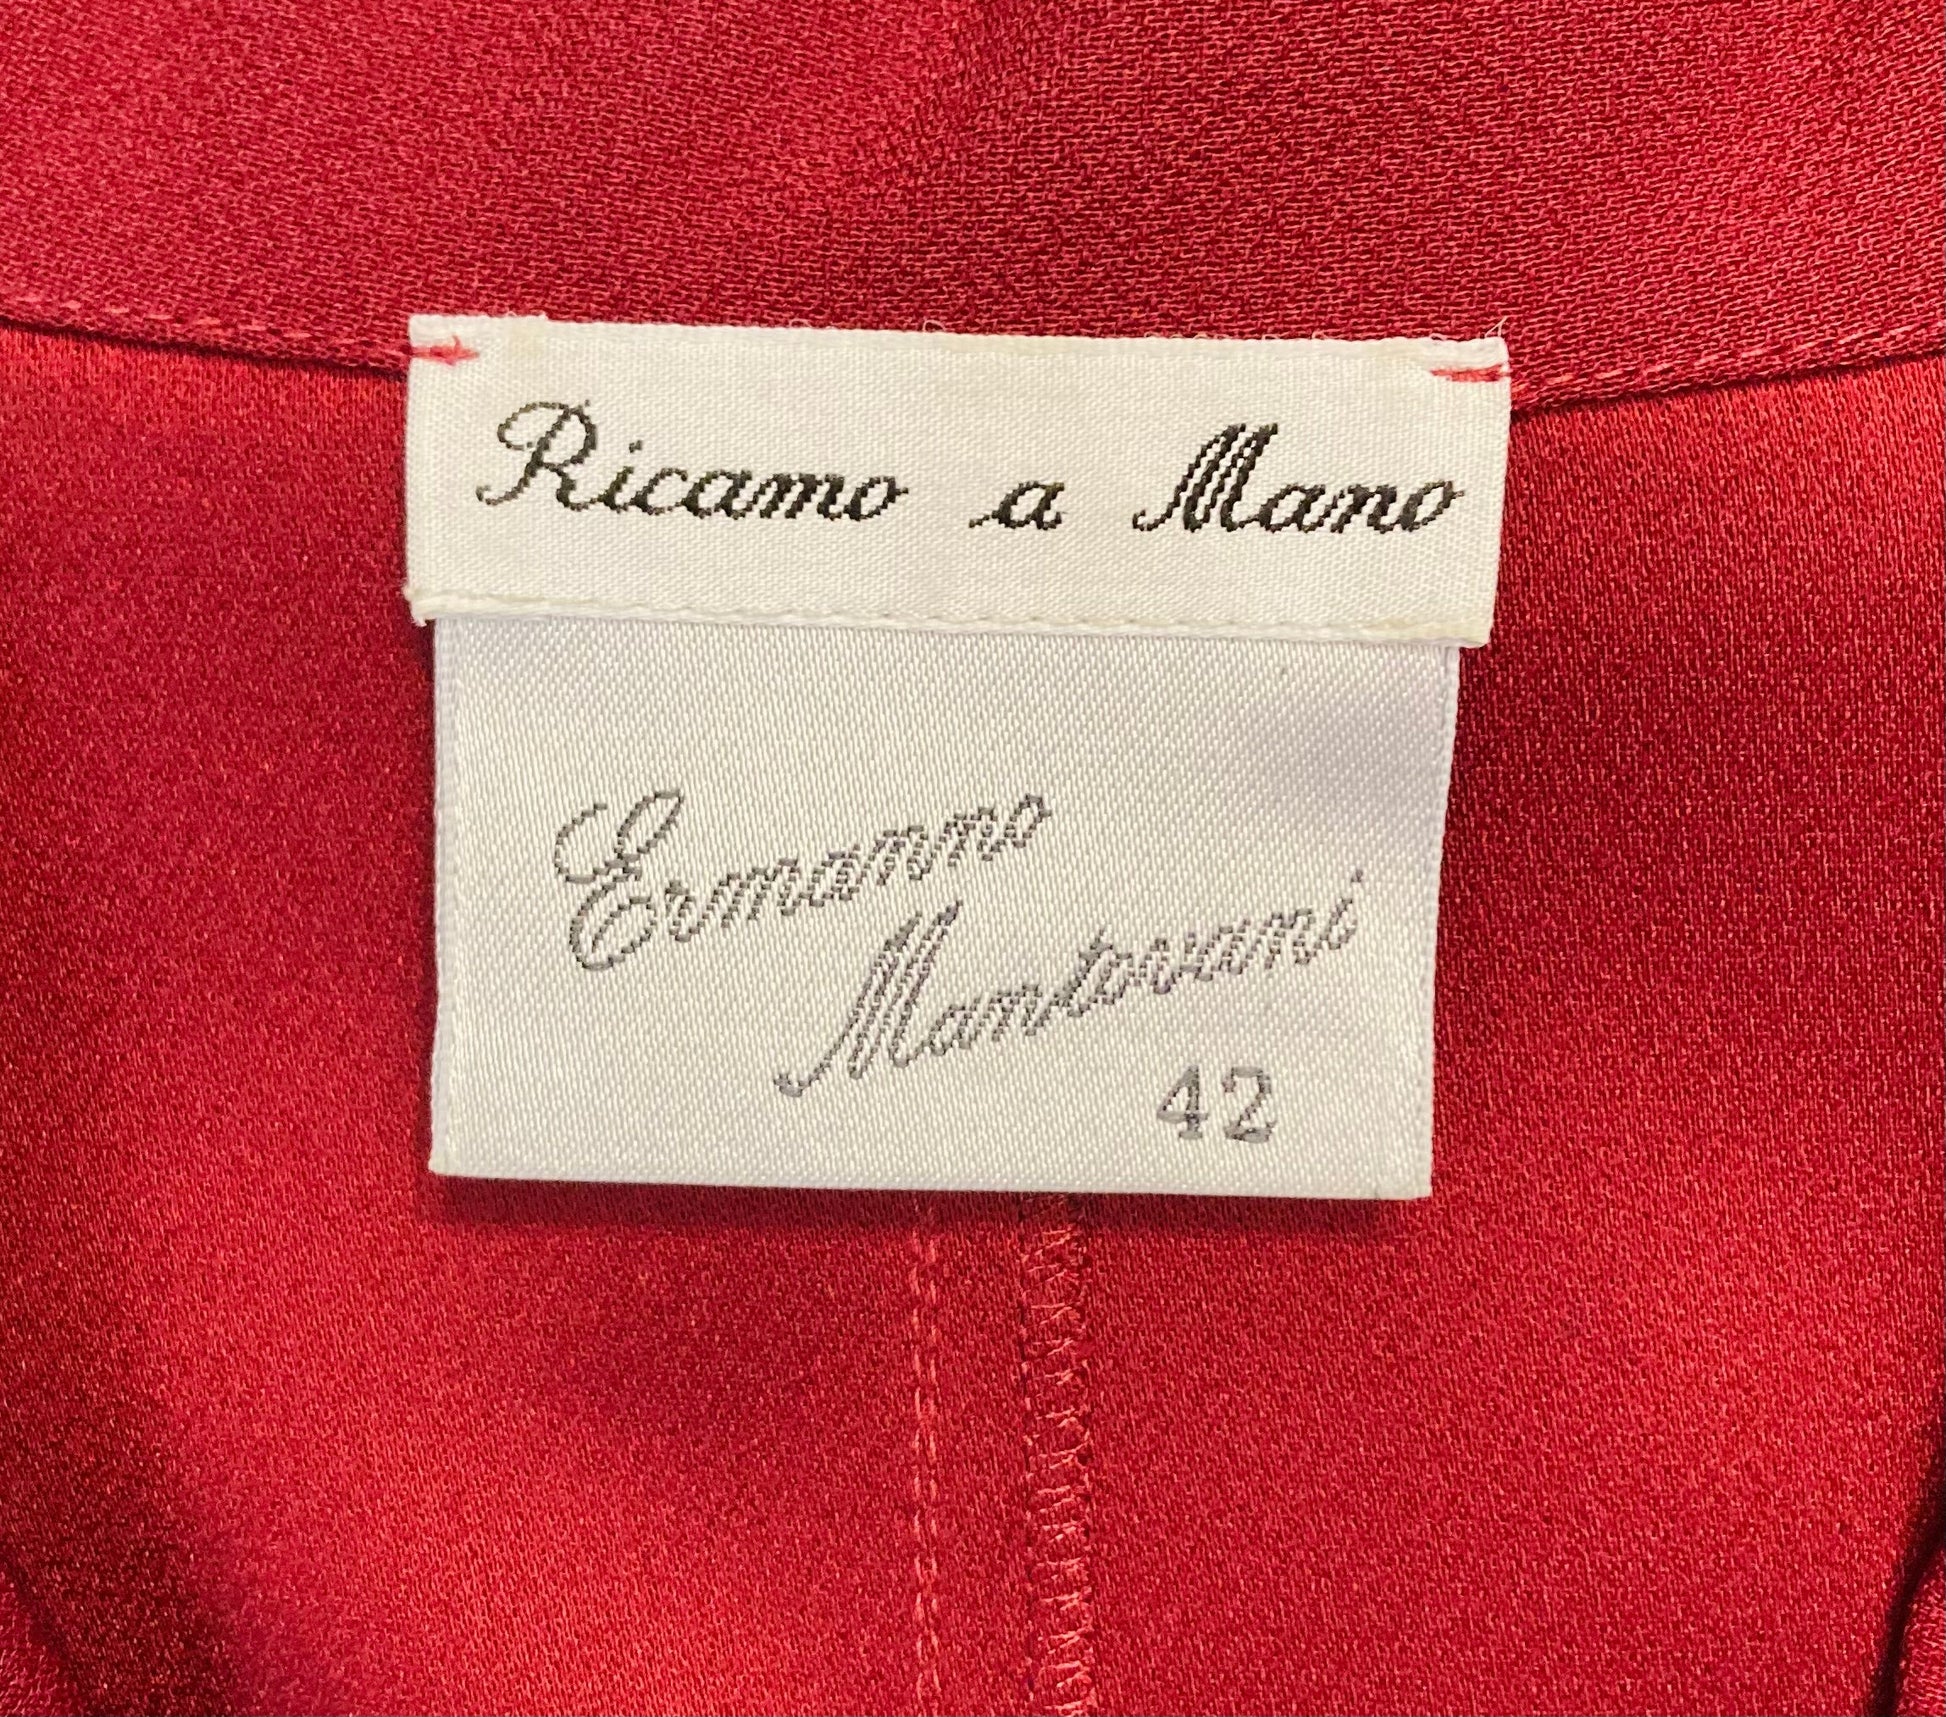 Ricamo a Mano
Ermanno
Mantovani
42